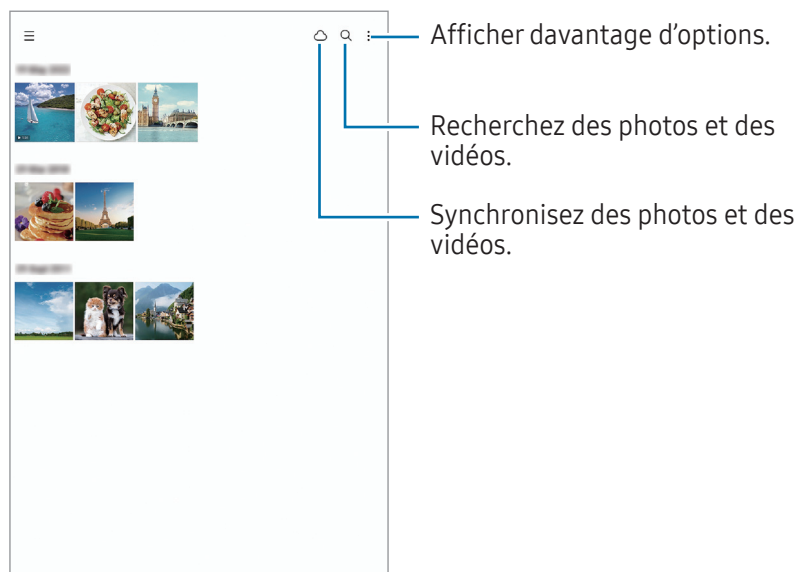 Afficher davantage d’options.
Recherchez des photos et des
vidéos.
Synchronisez des photos et des
vidéos.